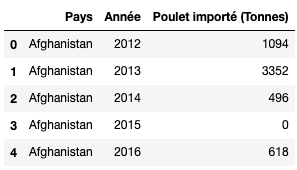 Pays Année Poulet importé (Tonnes)
0 Afghanistan 2012 1094
1 Afghanistan 2013 3352
2 Afghanistan 2014 496
3 Afghanistan 2015 0
4 Afghanistan 2016 618